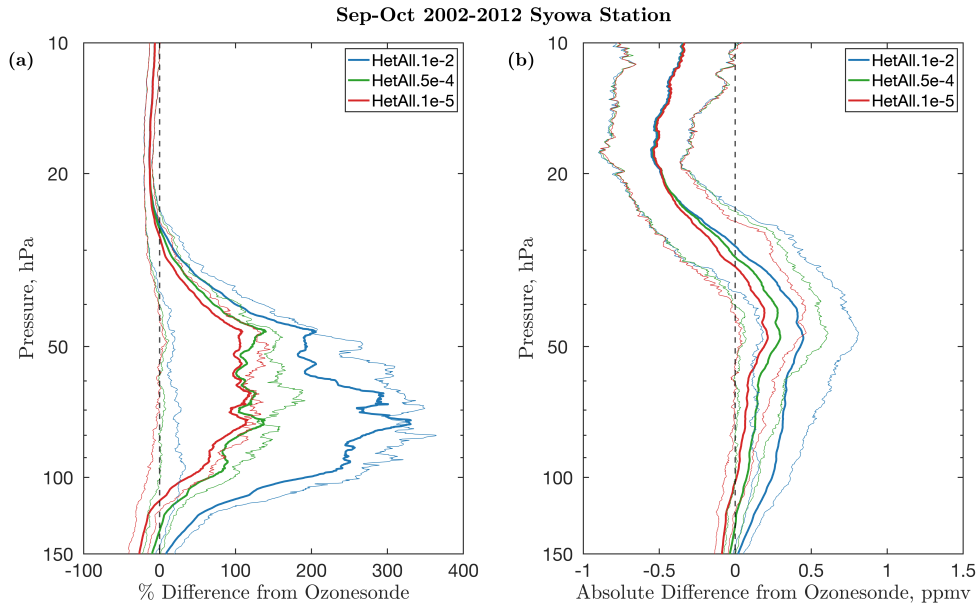 Sep-Oct 2002-2012 Syowa Station
(a)
HetAll.1e-2
HetAll.5e-4
HetAll.1e-5
10
20
50
100
150
Pressure, hPa
-100 0 100 200 300 400
% Difference from Ozonesonde
(b)
HetAll.1e-2
HetAll.5e-4
HetAll.1e-5
10
20
50
100
150
Pressure, hPa
-1 -0.5 0 0.5 1 1.5
Absolute Difference from Ozonesonde, ppmv